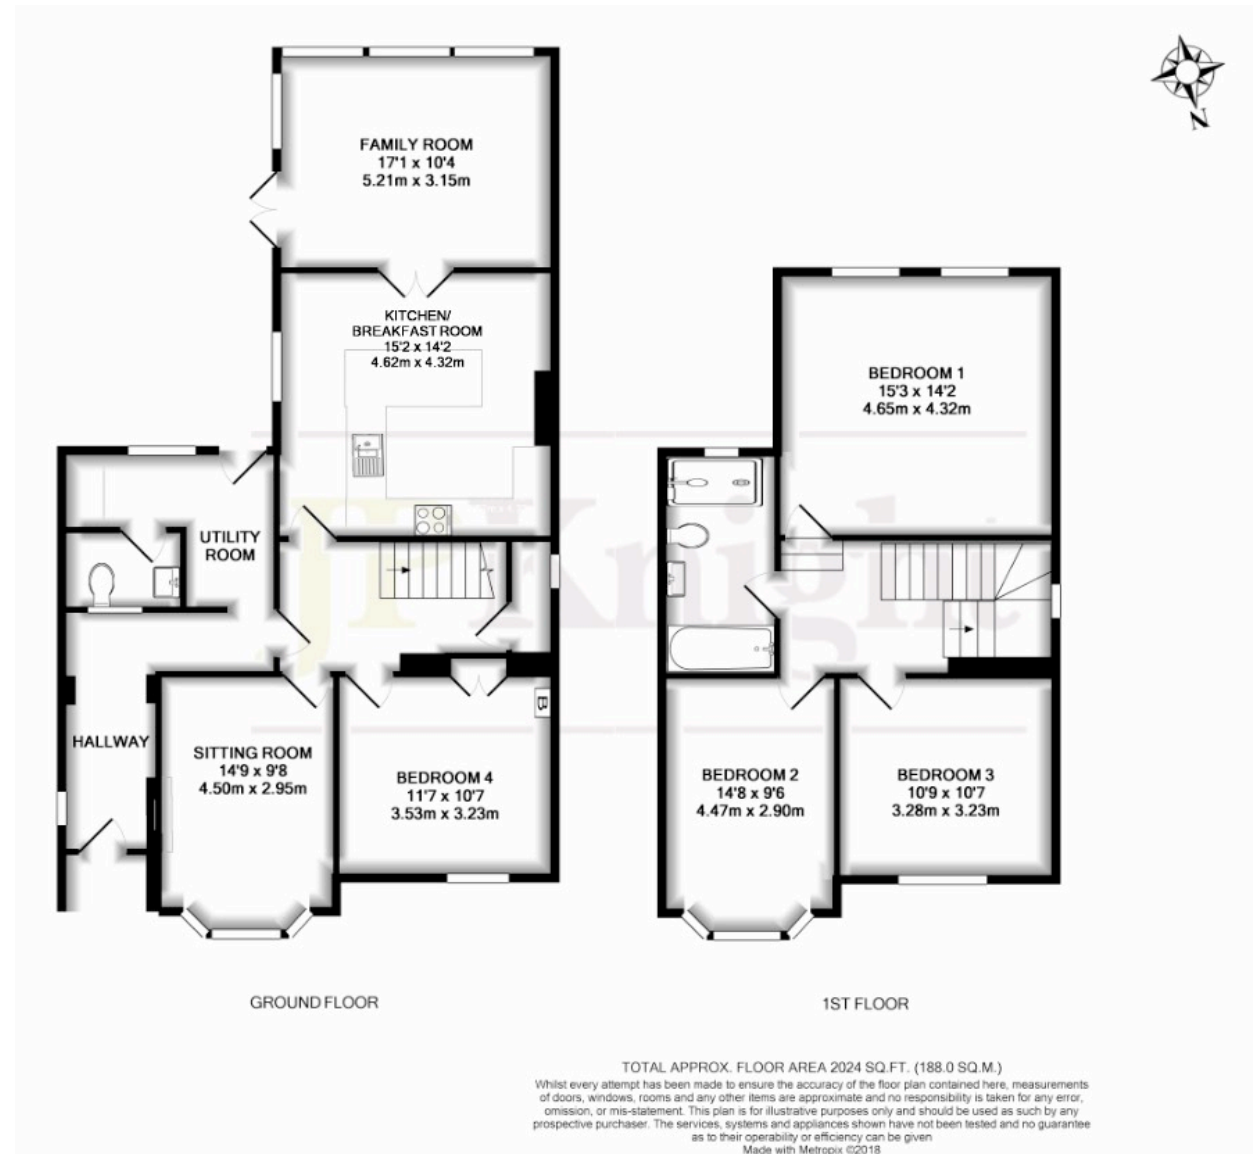 N
FAMILY ROOM
17'1 x 10'4
5.21m x 3.15m
KITCHEN/
BREAKFAST ROOM
15'2 x 14'2
4.62m x 4.32m
BEDROOM 1
15'3 x 14'2
4.65m x 4.32m
JP Knight
UTILITY
ROOM
HALLWAY
SITTING ROOM
14'9 x 9'8
4.50m x 2.95m
B
BEDROOM 4
11'7 x 10'7
3.53m x 3.23m
BEDROOM 2
14'8 x 9'6
4.47m x 2.90m
BEDROOM 3
10'9 x 10'7
3.28m x 3.23m
GROUND FLOOR
1ST FLOOR
TOTAL APPROX. FLOOR AREA 2024 SQ.FT. (188.0 SQ.M.)
Whilst every attempt has been made to ensure the accuracy of the floor plan contained here, measurements
of doors, windows, rooms and any other items are approximate and no responsibility is taken for any error,
omission, or mis-statement. This plan is for illustrative purposes only and should be used as such by any
prospective purchaser. The services, systems and appliances shown have not been tested and no guarantee
as to their operability or efficiency can be given
Made with Metropix ©2018